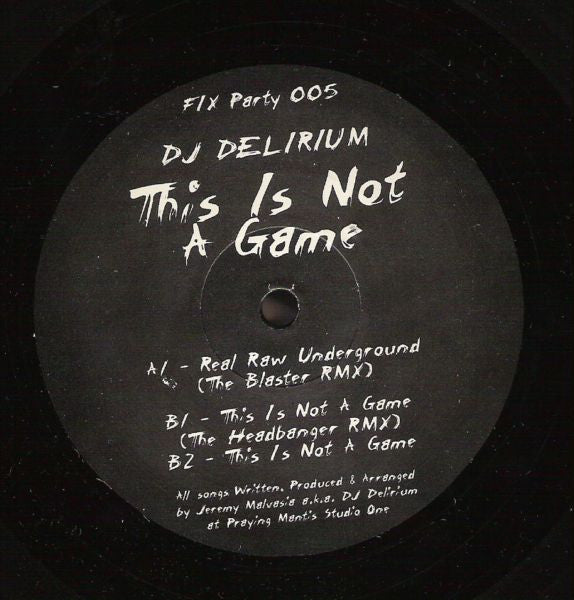 FIX Party 005
DJ DELIRIUM
This Is Not
A Game
A1 - Real Raw Underground
(The Blaster RMX)
B1 - This Is Not A Game
(The Headbanger RMX)
B2 - This Is Not A Game
All songs Written, Produced & Arranged
by Jeremy Malvasia a.k.a. DJ Delirium
at Praying Mantis Studio One